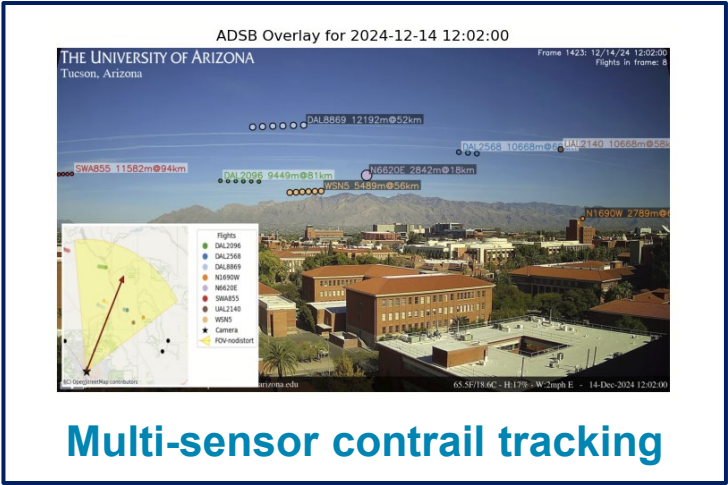 ADSB Overlay for 2024-12-14 12:02:00
THE UNIVERSITY OF ARIZONA
Tucson, Arizona
Frame 1423: 12/14/24 12:02:00
Flights in frame: 8
DAL8869 12192m@52km
DAL2568 10668m@
UAL2140 10668m@58k
SWA855 11582m@94km
DAL2096 9449m@81km
N6620E 2842m@18km
WSN5 5489m@56km
N1690W 2789m@
Flights
DAL2096
DAL2568
DAL8869
N1690W
N6620E
SWA855
UAL2140
WSN5
Camera
FOV-nodistort
(C) OpenStreetMap contributors
arizona.edu
65.5F/18.6C - H:17% - W:2mph E - 14-Dec-2024 12:02:00
Multi-sensor contrail tracking